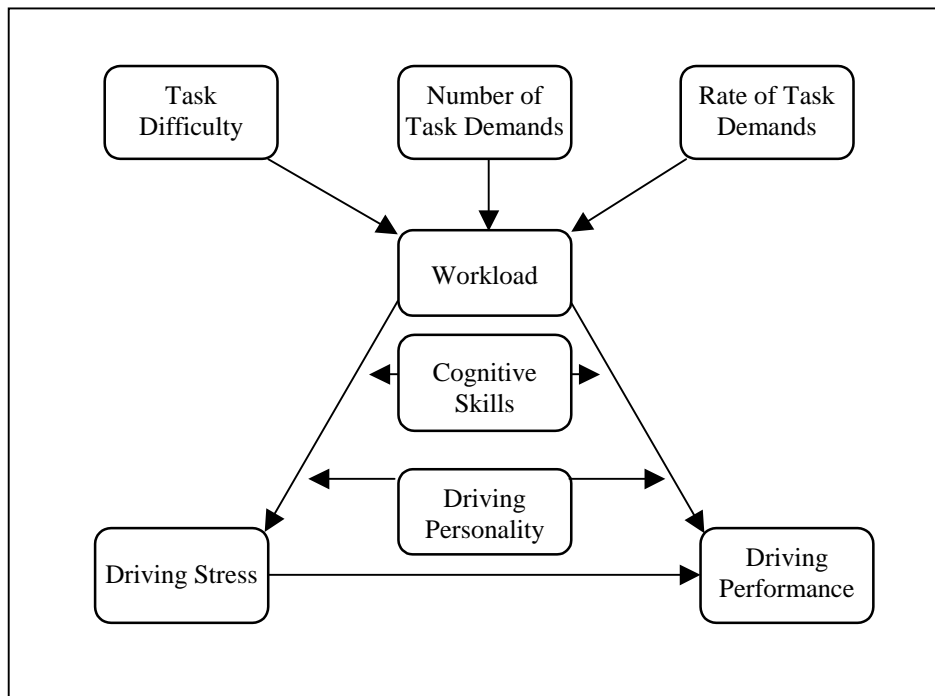 Task
Difficulty
Number of
Task Demands
Rate of Task
Demands
Workload
Cognitive
Skills
Driving
Personality
Driving Stress
Driving
Performance